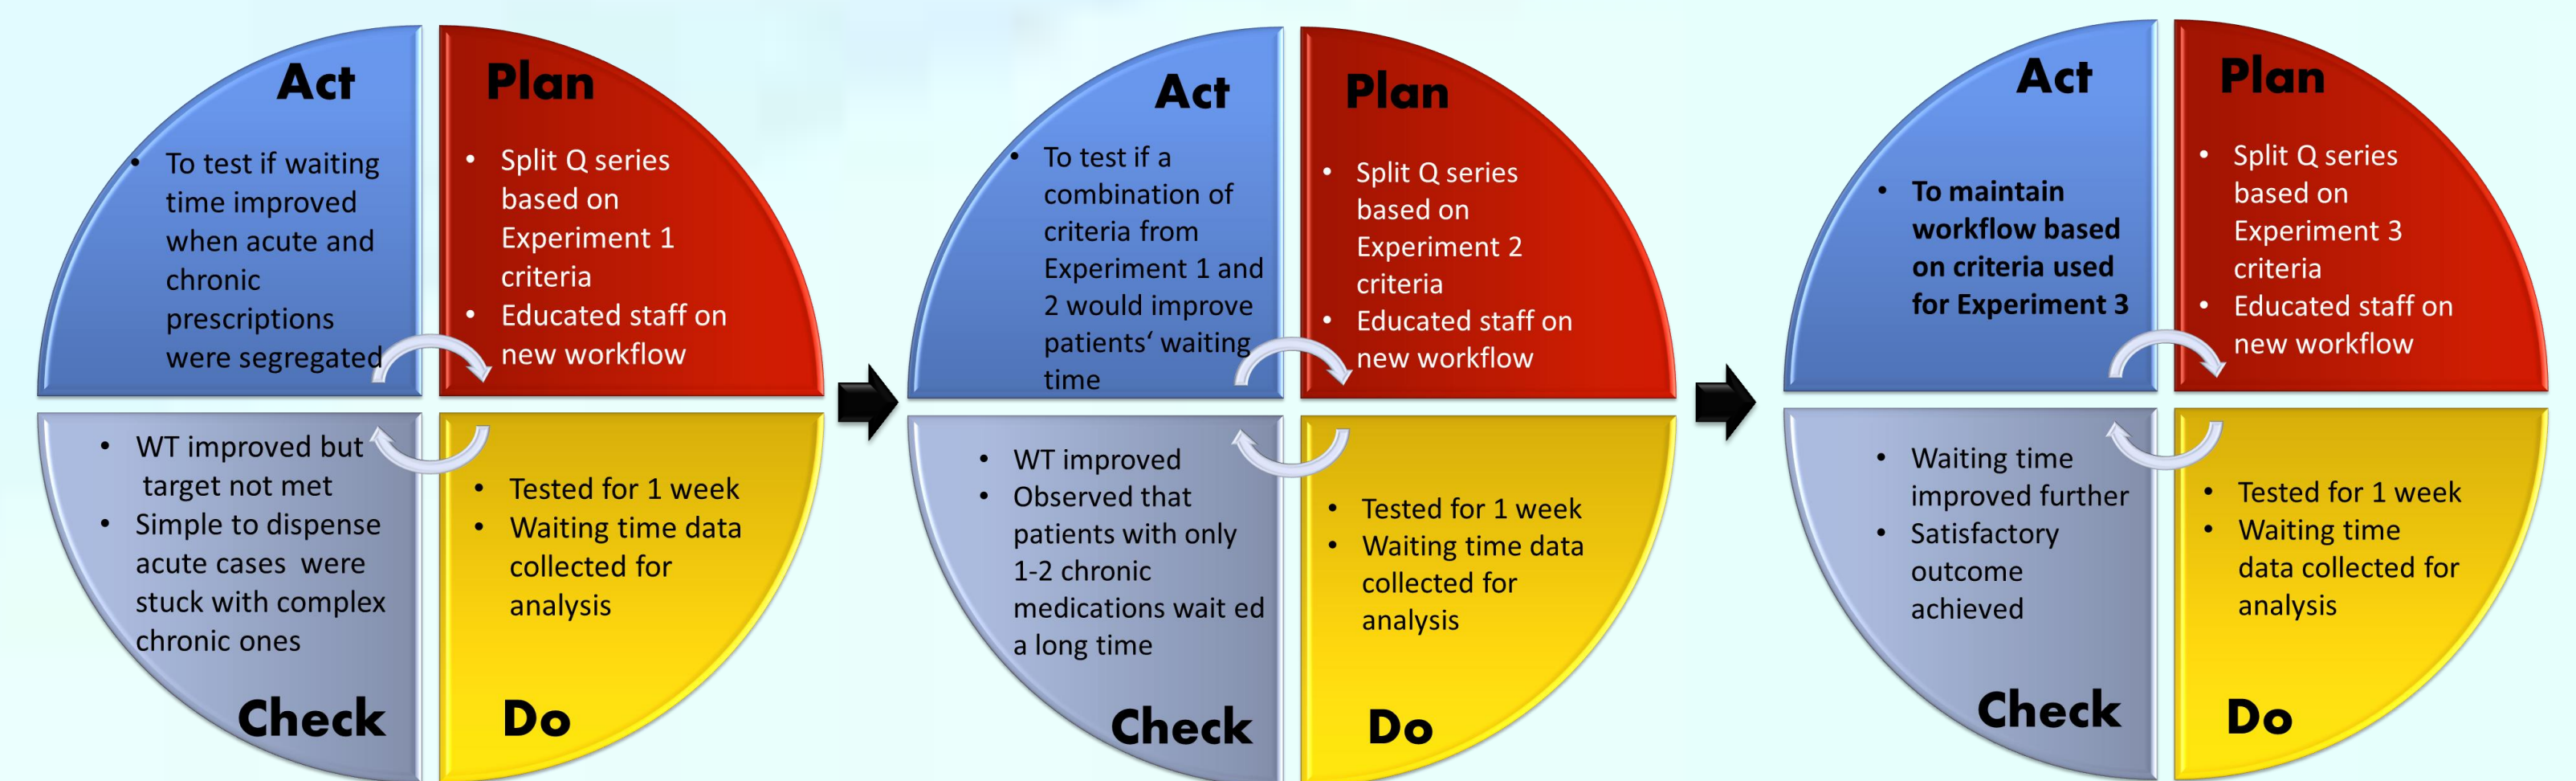 Act
• To test if waiting
time improved
when acute and
chronic
prescriptions
were segregated
Plan
• Split Q series
based on
Experiment 1
criteria
• Educated staff on
new workflow
• WT improved but
target not met
• Simple to dispense
acute cases were
stuck with complex
chronic ones
Check
• Tested for 1 week
• Waiting time data
collected for
analysis
Do
Act
• To test if a
combination of
criteria from
Experiment 1 and
2 would improve
patients‘ waiting
time
Plan
• Split Q series
based on
Experiment 2
criteria
• Educated staff on
new workflow
• WT improved
• Observed that
patients with only
1-2 chronic
medications wait ed
a long time
Check
• Tested for 1 week
• Waiting time data
collected for
analysis
Do
Act
• To maintain
workflow based
on criteria used
for Experiment 3
Plan
• Split Q series
based on
Experiment 3
criteria
• Educated staff on
new workflow
• Waiting time
improved further
• Satisfactory
outcome
achieved
Check
• Tested for 1 week
• Waiting time
data collected for
analysis
Do